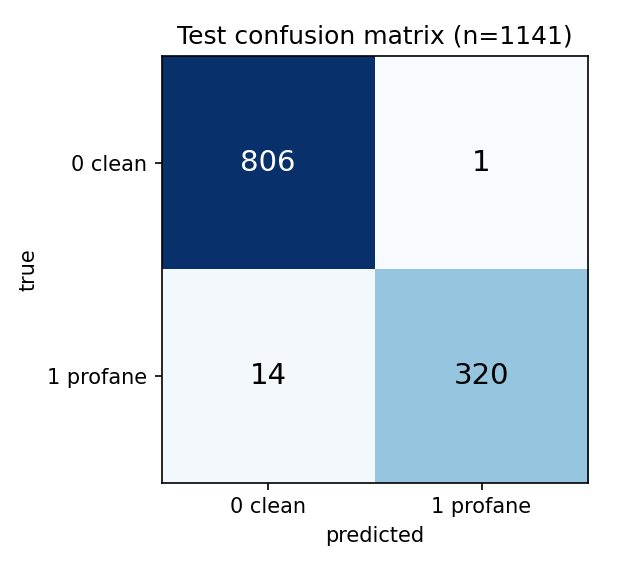 Test confusion matrix (n=1141)
true
0 clean
806
1
1 profane
14
320
0 clean
1 profane
predicted